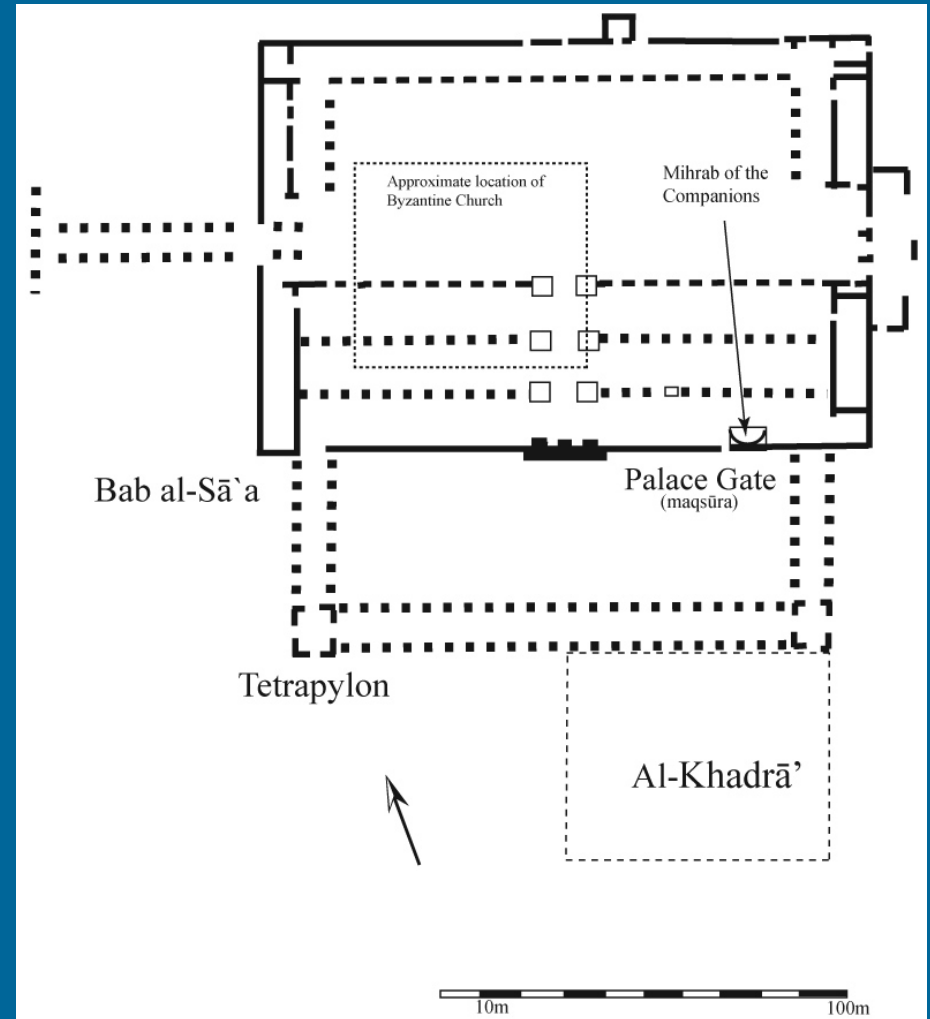 Approximate location of
Byzantine Church
Mihrab of the
Companions
Bab al-Sā`a
Palace Gate
(maqsūra)
Tetrapylon
Al-Khadrā’
10m
100m